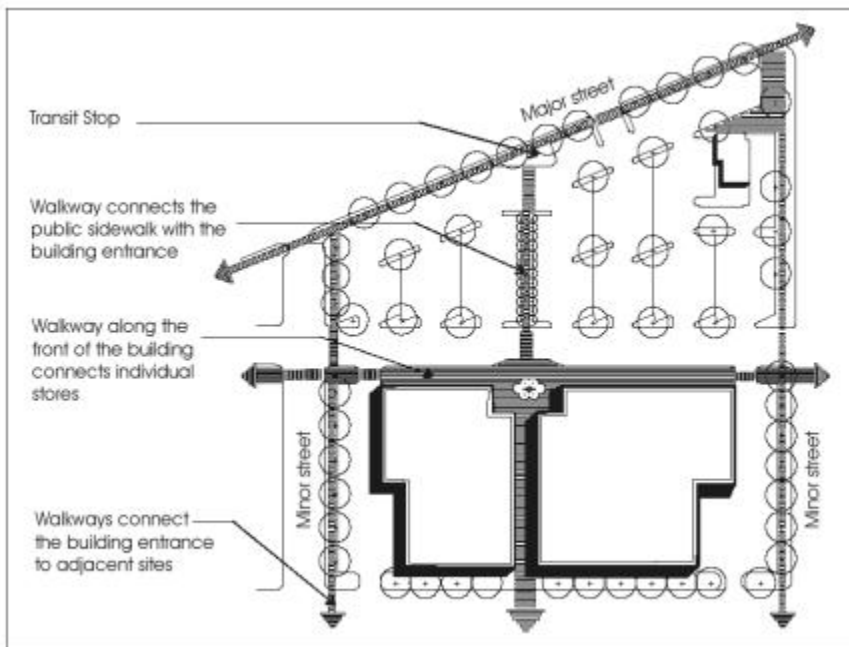 Major street
Transit Stop
Walkway connects the
public sidewalk with the
building entrance
Walkway along the
front of the building
connects individual
stores
Minor street
Minor street
Walkways connect
the building entrance
to adjacent sites